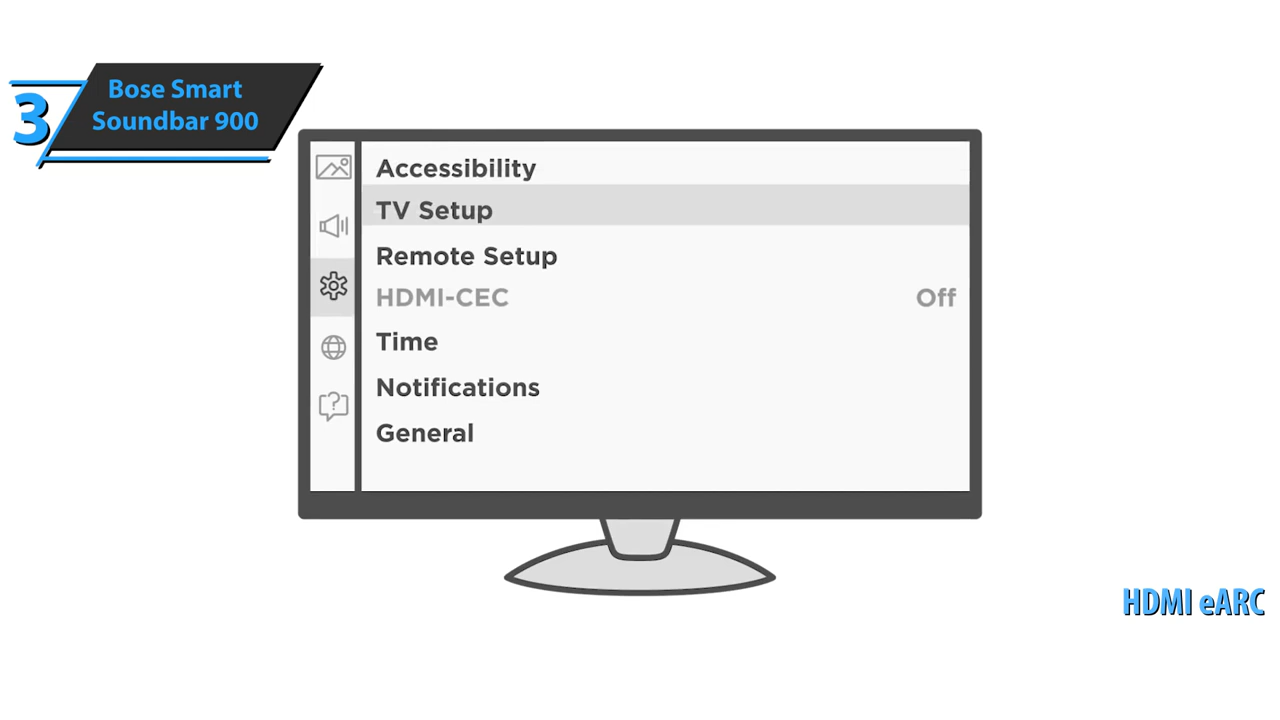 3
Bose Smart
Soundbar 900
Accessibility
TV Setup
Remote Setup
HDMI-CEC Off
Time
Notifications
General
HDMI eARC